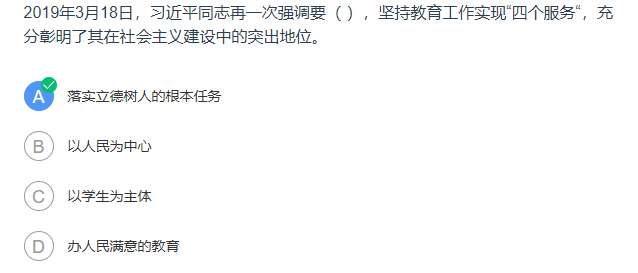 2019年3月18日，习近平同志再一次强调要（ ），坚持教育工作实现“四个服务“，充
分彰明了其在社会主义建设中的突出地位。
A 落实立德树人的根本任务
B 以人民为中心
C 以学生为主体
D 办人民满意的教育